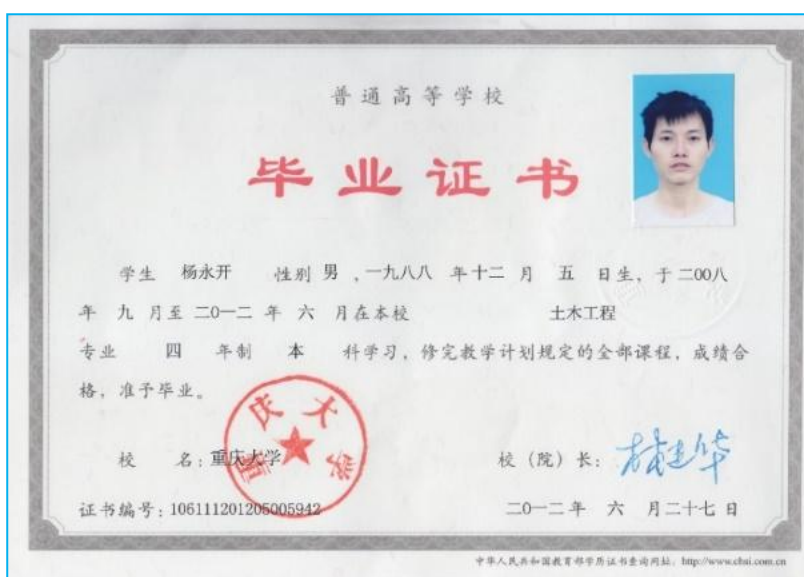 普通高等学校
毕业证书
学生 杨永开 性别 男 ,一九八八 年十二 月 五 日生，于二00八
年 九 月至 二0一二 年 六 月在本校 土木工程
专业 四 年制 本 科学习，修完教学计划规定的全部课程，成绩合
格，准予毕业。
重庆大学
校 名：重庆大学 校（院）长：
证书编号：106111201205005942 二0一二年 六 月二十七日
中华人民共和国教育部学历证书查询网址：http://www.chsi.com.cn